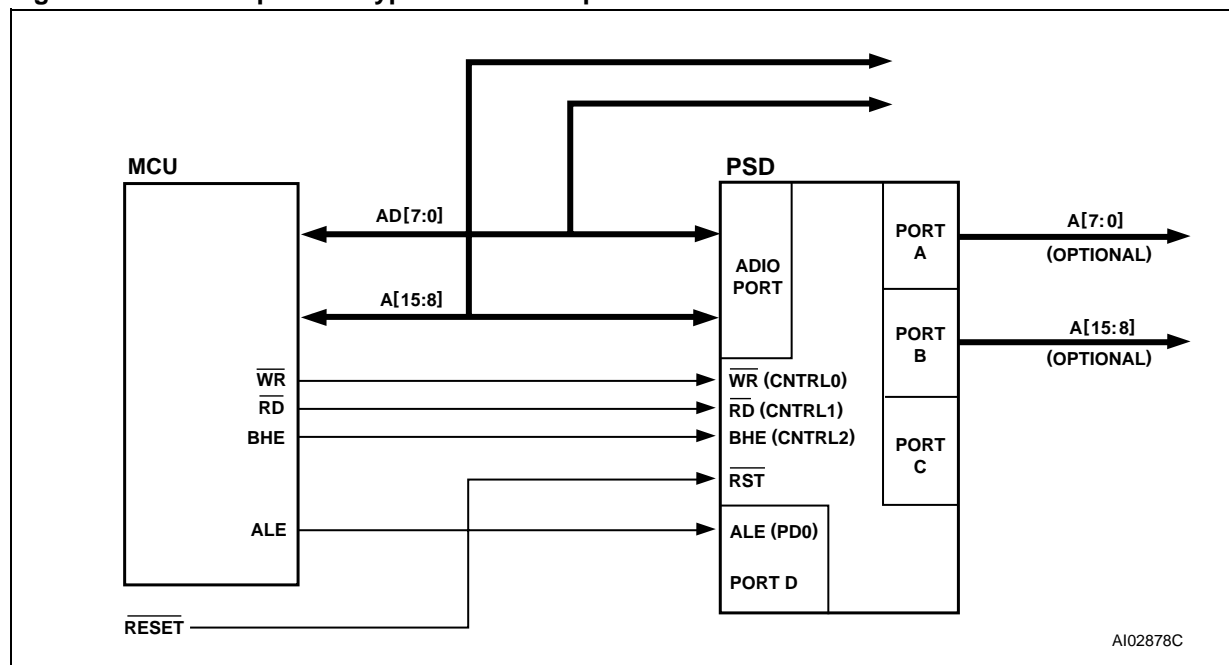 MCU
PSD
AD[7:0]
A[15:8]
ADIO
PORT
PORT
A
A[7:0]
(OPTIONAL)
PORT
B
A[15:8]
(OPTIONAL)
PORT
C
WR
RD
BHE
ALE
WR (CNTRL0)
RD (CNTRL1)
BHE (CNTRL2)
RST
ALE (PD0)
PORT D
RESET
AI02878C